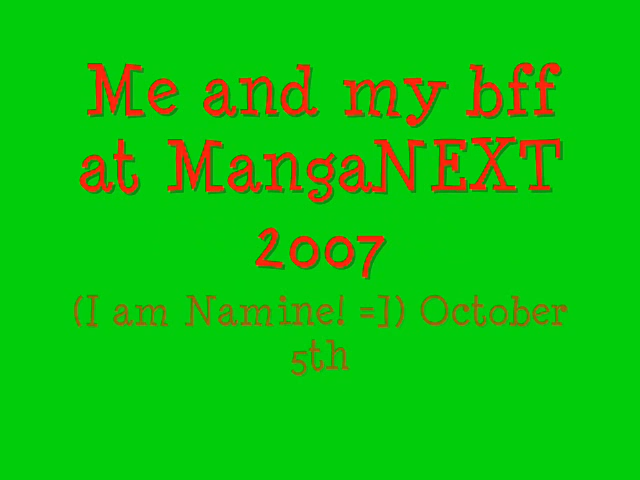 Me and my bff
at MangaNEXT
2007
(I am Namine! =]) October
5th